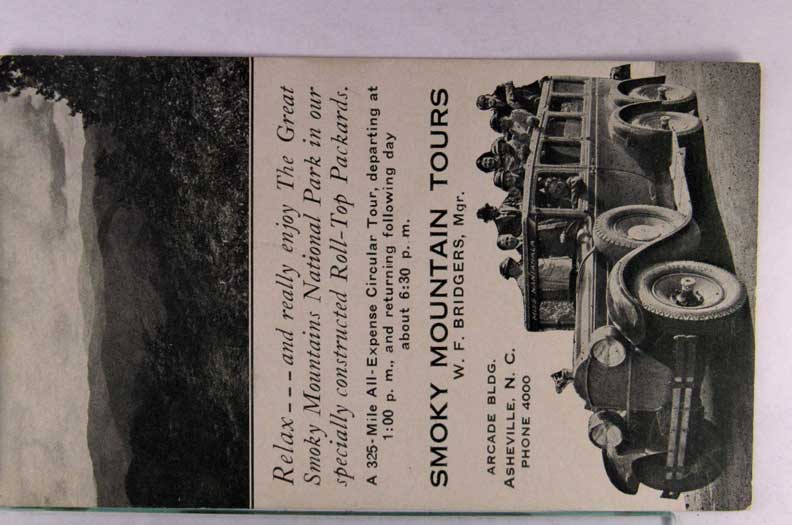 Relax---and really enjoy The Great
Smoky Mountains National Park in our
specially constructed Roll-Top Packards.
A 325-Mile All-Expense Circular Tour, departing at
1:00 p. m., and returning following day
about 6:30 p. m.
SMOKY MOUNTAIN TOURS
W. F. BRIDGERS, Mgr.
ARCADE BLDG.
ASHEVILLE, N. C.
PHONE 4000